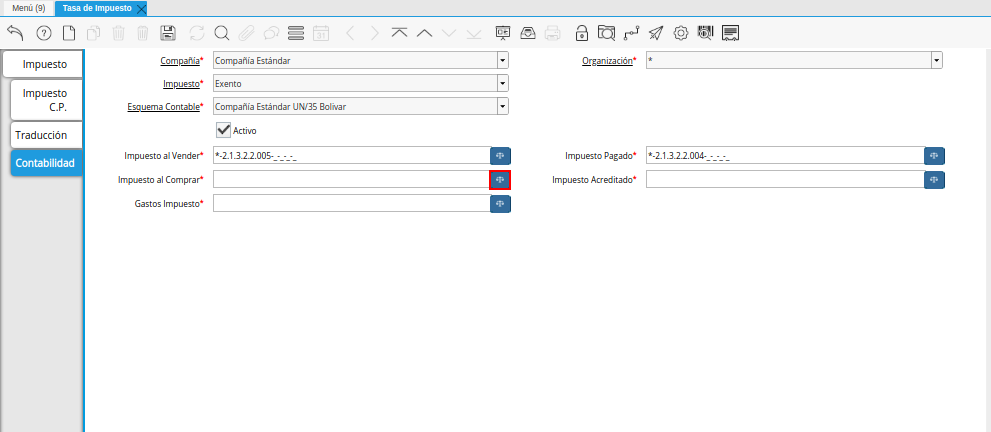 Menú (9) Tasa de Impuesto
Impuesto
Impuesto C.P.
Traducción
Contabilidad
Compañía* Compañía Estándar Organización* *
Impuesto* Exento
Esquema Contable* Compañía Estándar UN/35 Bolivar
Activo
Impuesto al Vender* *-2.1.3.2.2.005-_-_-_-_ Impuesto Pagado* *-2.1.3.2.2.004-_-_-_-_
Impuesto al Comprar* Impuesto Acreditado*
Gastos Impuesto*